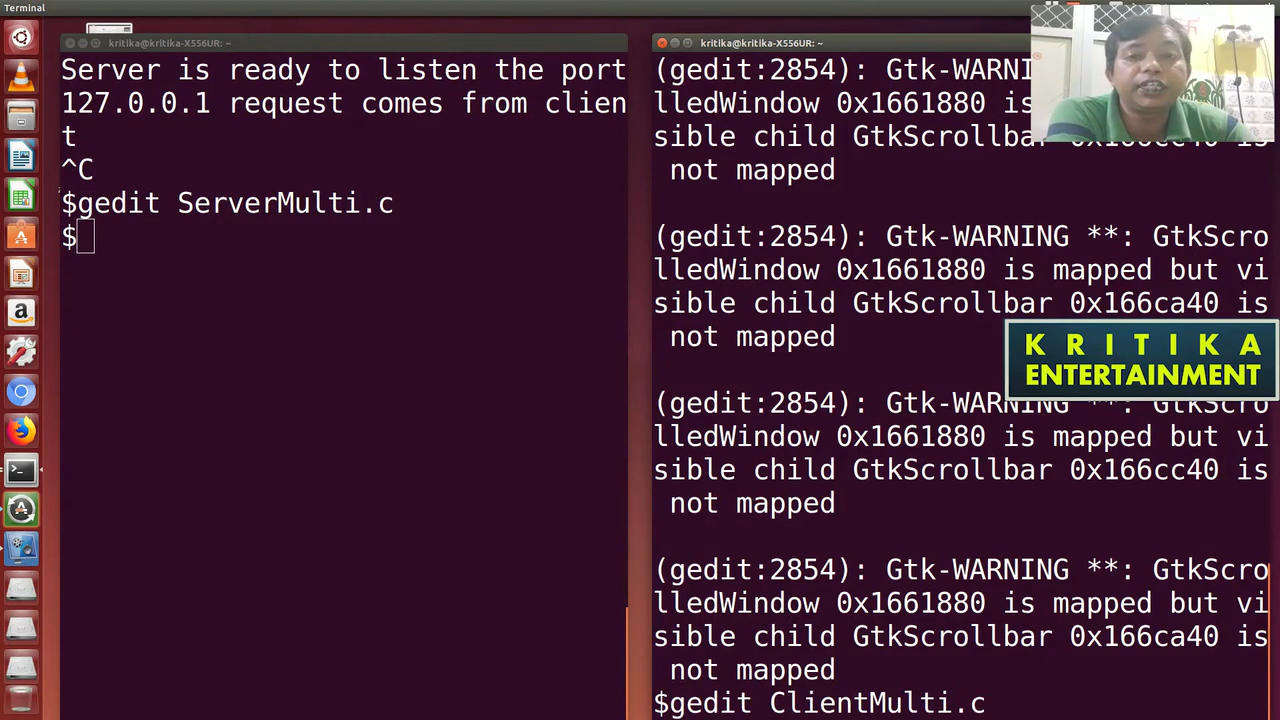 Terminal
kritika@kritika-X556UR: ~
Server is ready to listen the port
127.0.0.1 request comes from clien
t
^C
$gedit ServerMulti.c
$
kritika@kritika-X556UR: ~
(gedit:2854): Gtk-WARNI
lledWindow 0x1661880 is
sible child GtkScrollbar
not mapped
(gedit:2854): Gtk-WARNING **: GtkScro
lledWindow 0x1661880 is mapped but vi
sible child GtkScrollbar 0x166ca40 is
not mapped
(gedit:2854): Gtk-WARNING **: GtkScro
lledWindow 0x1661880 is mapped but vi
sible child GtkScrollbar 0x166cc40 is
not mapped
(gedit:2854): Gtk-WARNING **: GtkScro
lledWindow 0x1661880 is mapped but vi
sible child GtkScrollbar 0x166ca40 is
not mapped
$gedit ClientMulti.c
KRITIKA
ENTERTAINMENT